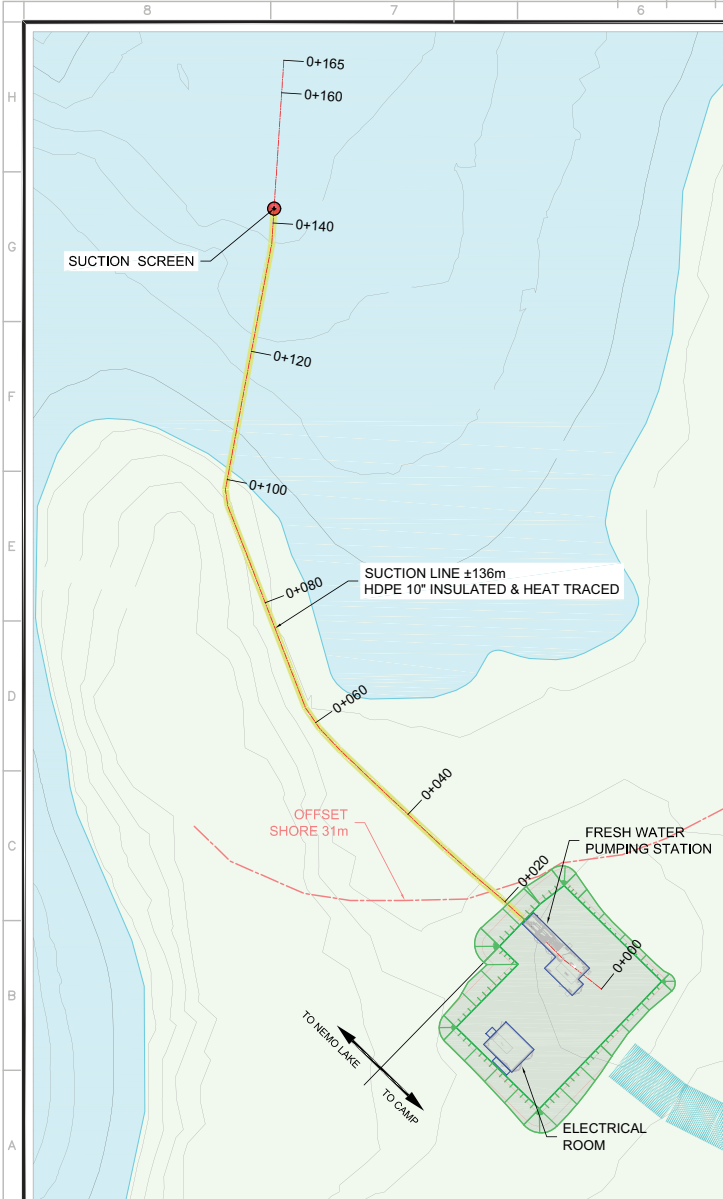 8 7 6
0+165
0+160
H
0+140
G
SUCTION SCREEN
0+120
F
0+100
E
SUCTION LINE ±136m
HDPE 10" INSULATED & HEAT TRACED
0+080
D
0+060
0+040
OFFSET
SHORE 31m
C
FRESH WATER
PUMPING STATION
0+020
0+000
B
TO NEMO LAKE
TO CAMP
ELECTRICAL
ROOM
A